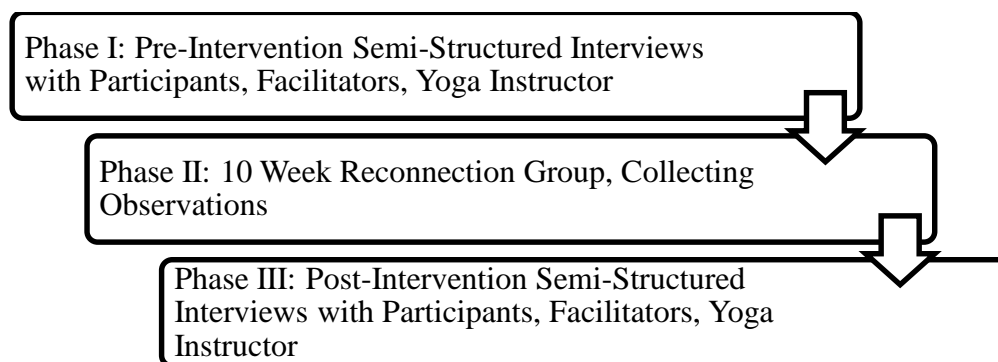 Phase I: Pre-Intervention Semi-Structured Interviews
with Participants, Facilitators, Yoga Instructor
Phase II: 10 Week Reconnection Group, Collecting
Observations
Phase III: Post-Intervention Semi-Structured
Interviews with Participants, Facilitators, Yoga
Instructor